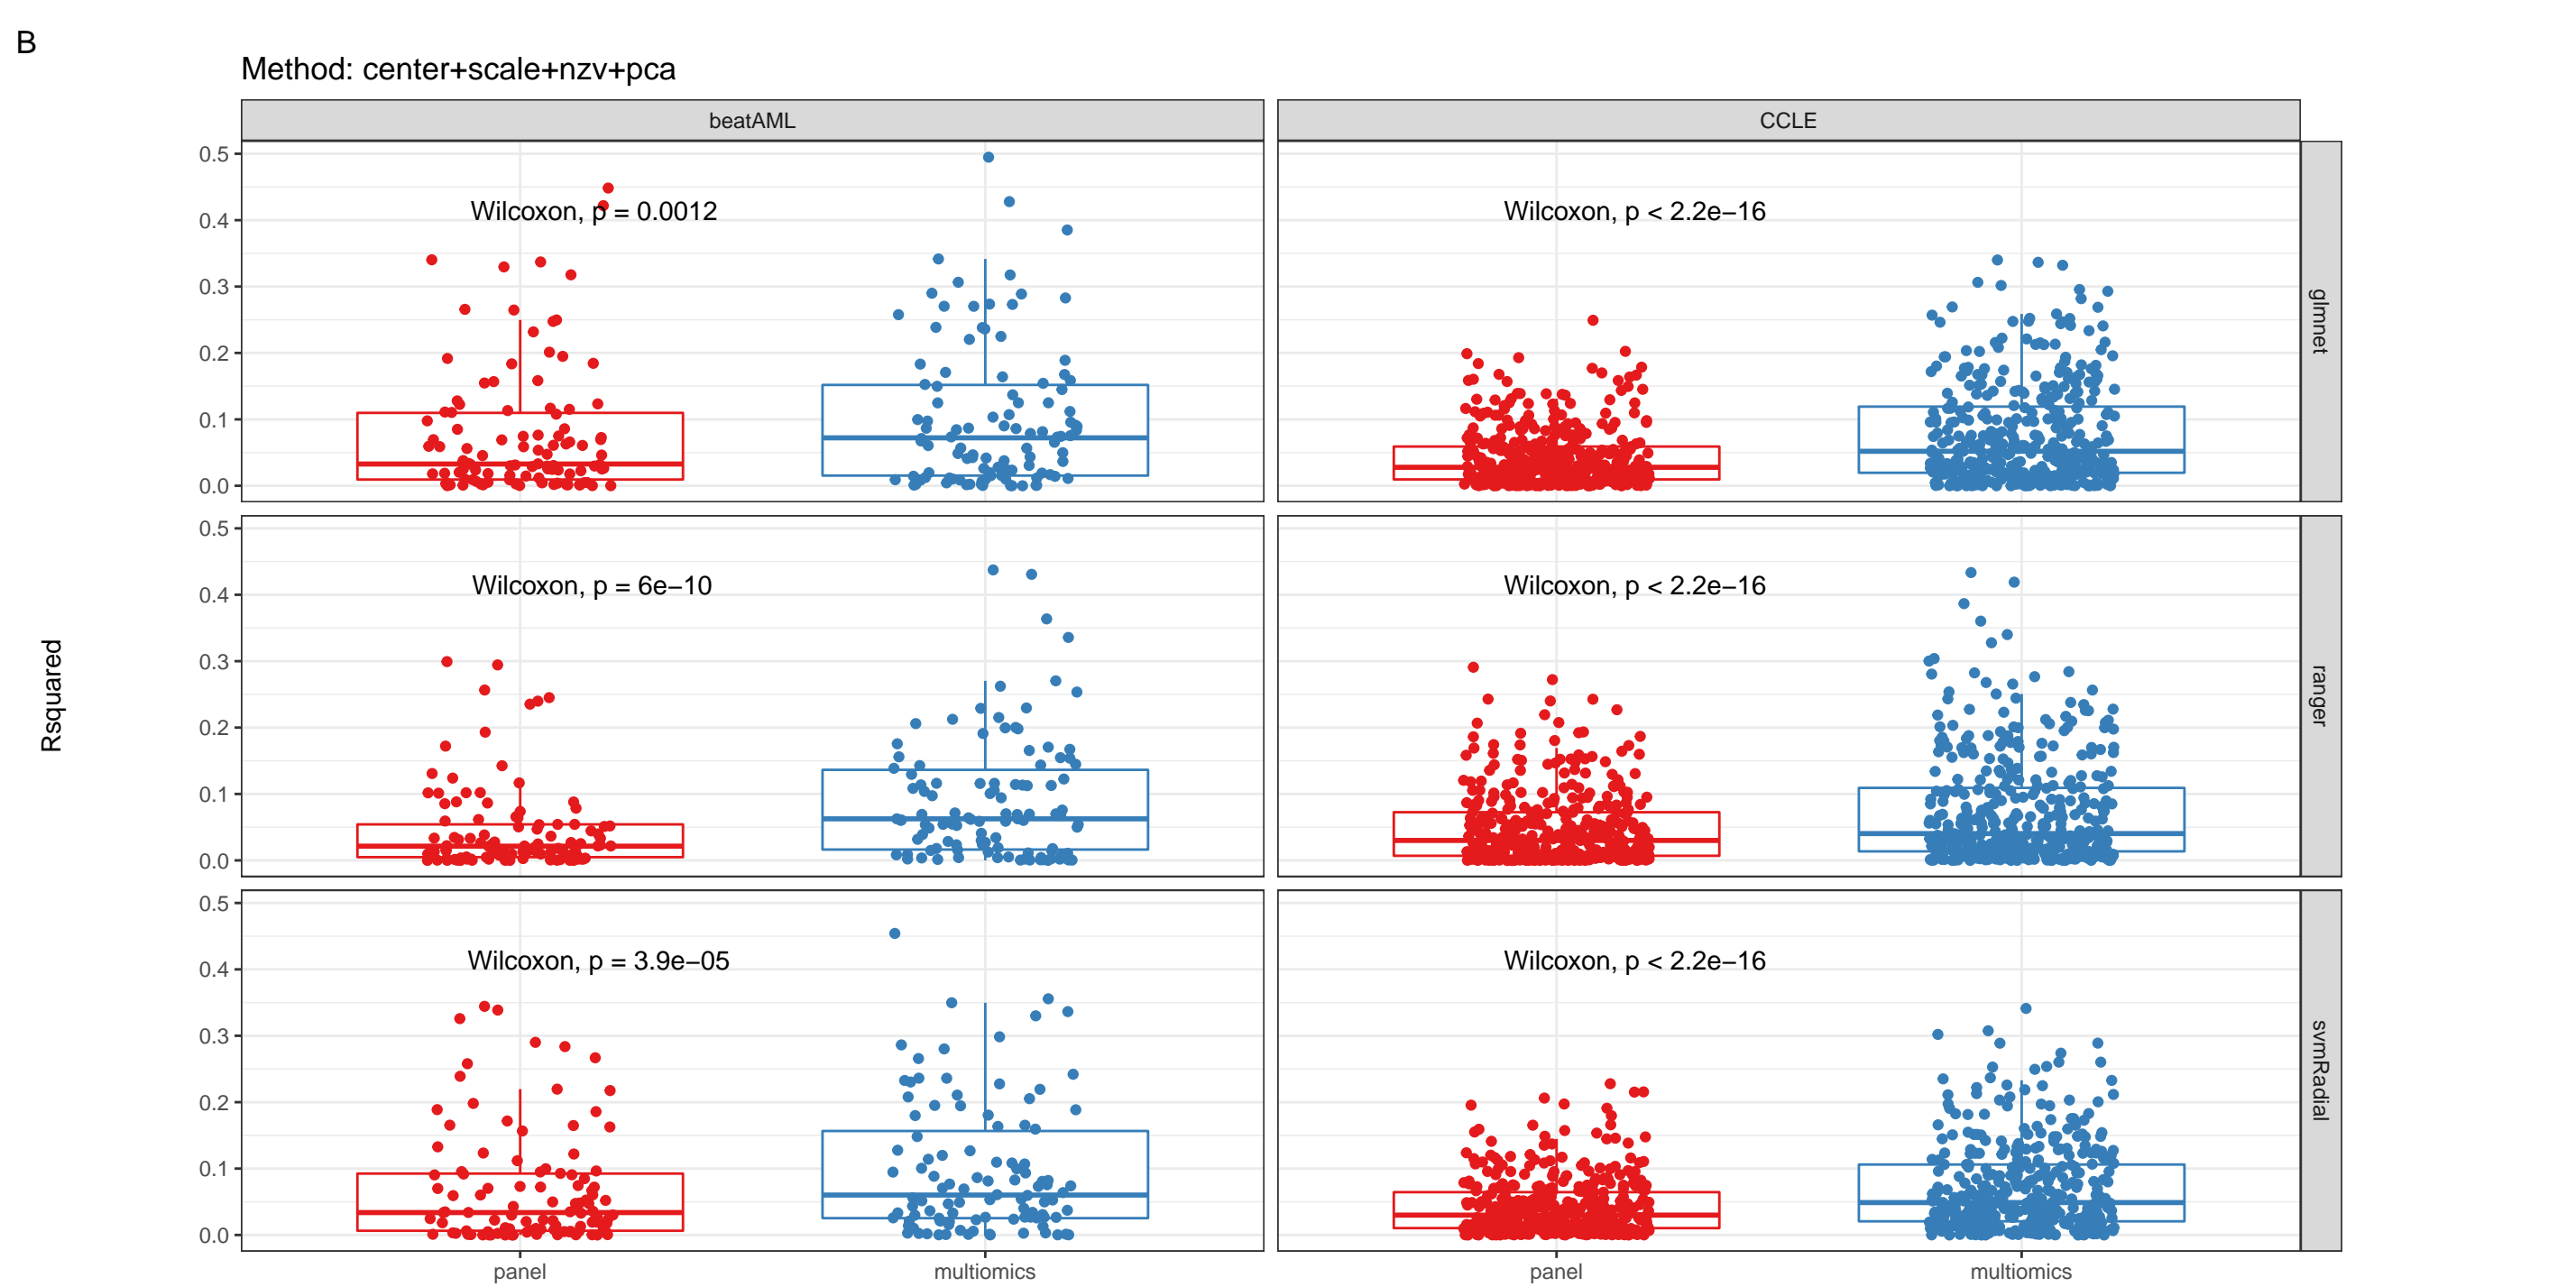 B
Method: center+scale+nzv+pca
beatAML
CCLE
0.5
0.4
0.3
0.2
0.1
0.0
Wilcoxon, p = 0.0012
Wilcoxon, p < 2.2e−16
glmnet
0.5
0.4
0.3
0.2
0.1
0.0
Wilcoxon, p = 6e−10
Wilcoxon, p < 2.2e−16
ranger
Rsquared
0.5
0.4
0.3
0.2
0.1
0.0
Wilcoxon, p = 3.9e−05
Wilcoxon, p < 2.2e−16
svmRadial
panel
multiomics
panel
multiomics